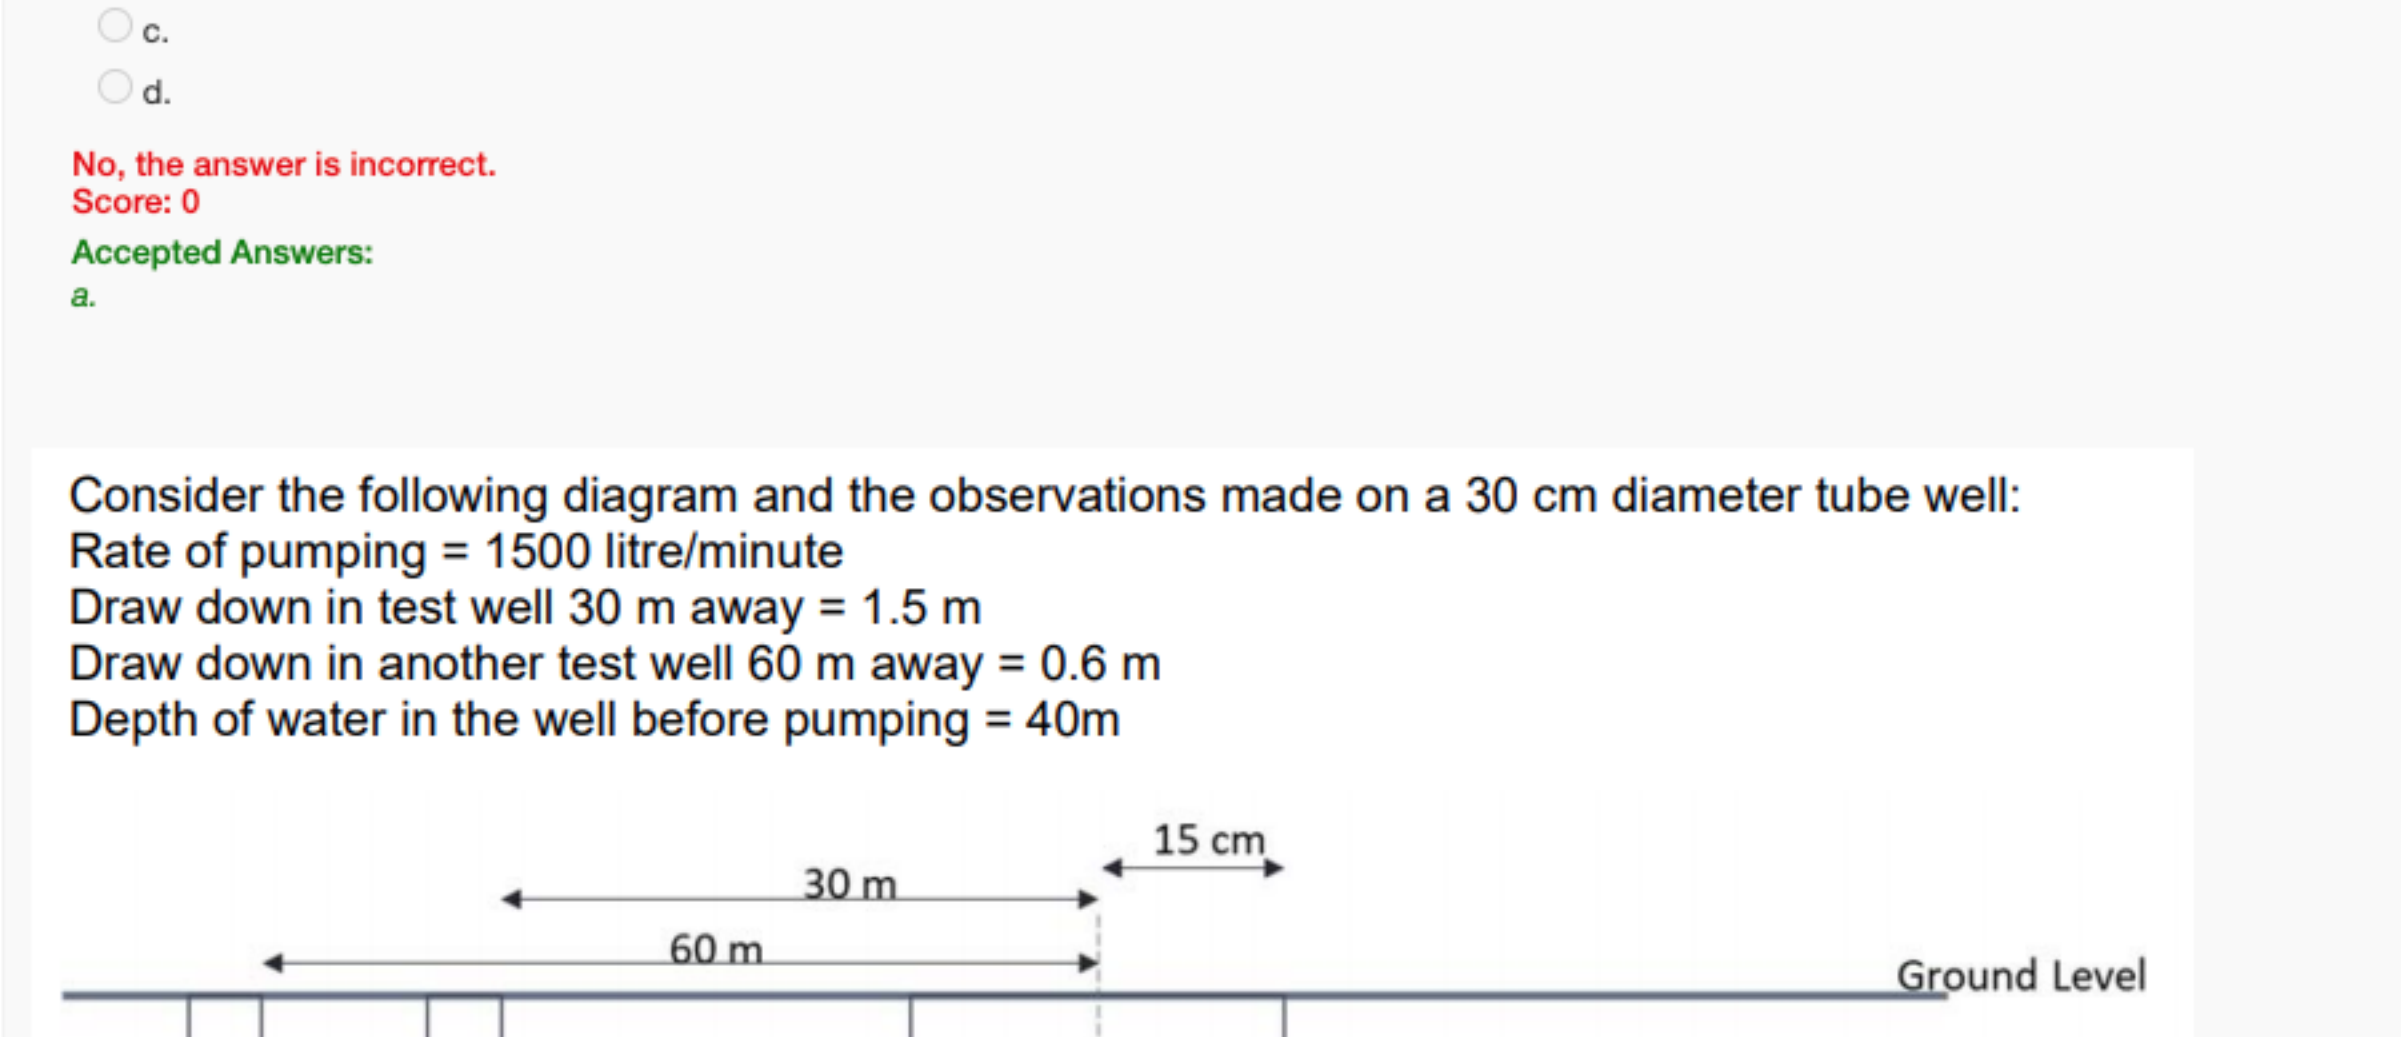 c.
d.
No, the answer is incorrect.
Score: 0
Accepted Answers:
a.
Consider the following diagram and the observations made on a 30 cm diameter tube well:
Rate of pumping = 1500 litre/minute
Draw down in test well 30 m away = 1.5 m
Draw down in another test well 60 m away = 0.6 m
Depth of water in the well before pumping = 40m
15 cm
30 m
60 m
Ground Level